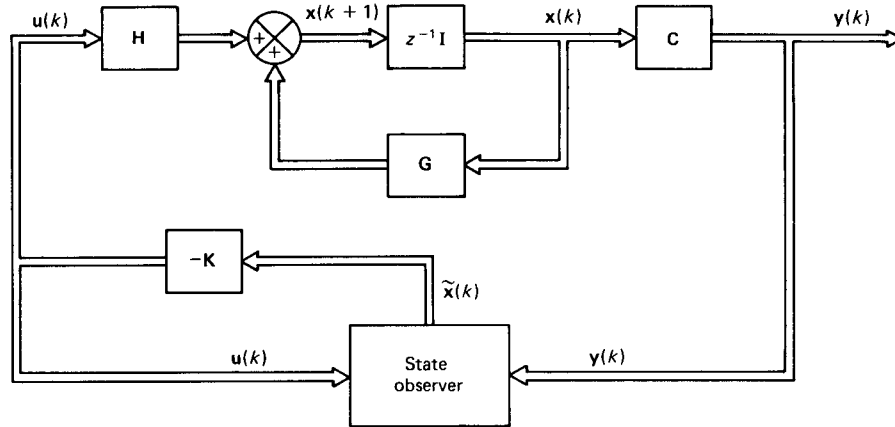 u(k)
H
+
+
x(k + 1)
z⁻¹I
x(k)
C
y(k)
G
−K
x̃(k)
u(k)
State
observer
y(k)